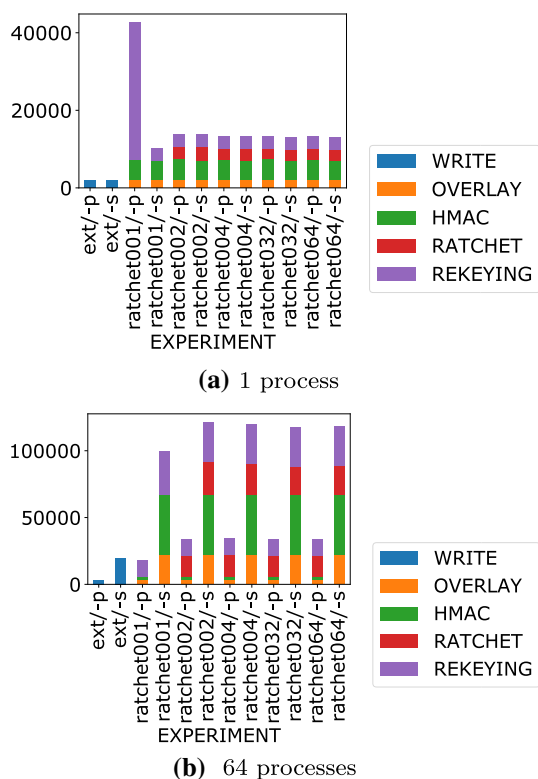 40000
20000
0
ext/-p
ext/-s
ratchet001/-p
ratchet001/-s
ratchet002/-p
ratchet002/-s
ratchet004/-p
ratchet004/-s
ratchet032/-p
ratchet032/-s
ratchet064/-p
ratchet064/-s
EXPERIMENT
WRITE
OVERLAY
HMAC
RATCHET
REKEYING
(a) 1 process
100000
50000
0
ext/-p
ext/-s
ratchet001/-p
ratchet001/-s
ratchet002/-p
ratchet002/-s
ratchet004/-p
ratchet004/-s
ratchet032/-p
ratchet032/-s
ratchet064/-p
ratchet064/-s
EXPERIMENT
WRITE
OVERLAY
HMAC
RATCHET
REKEYING
(b) 64 processes